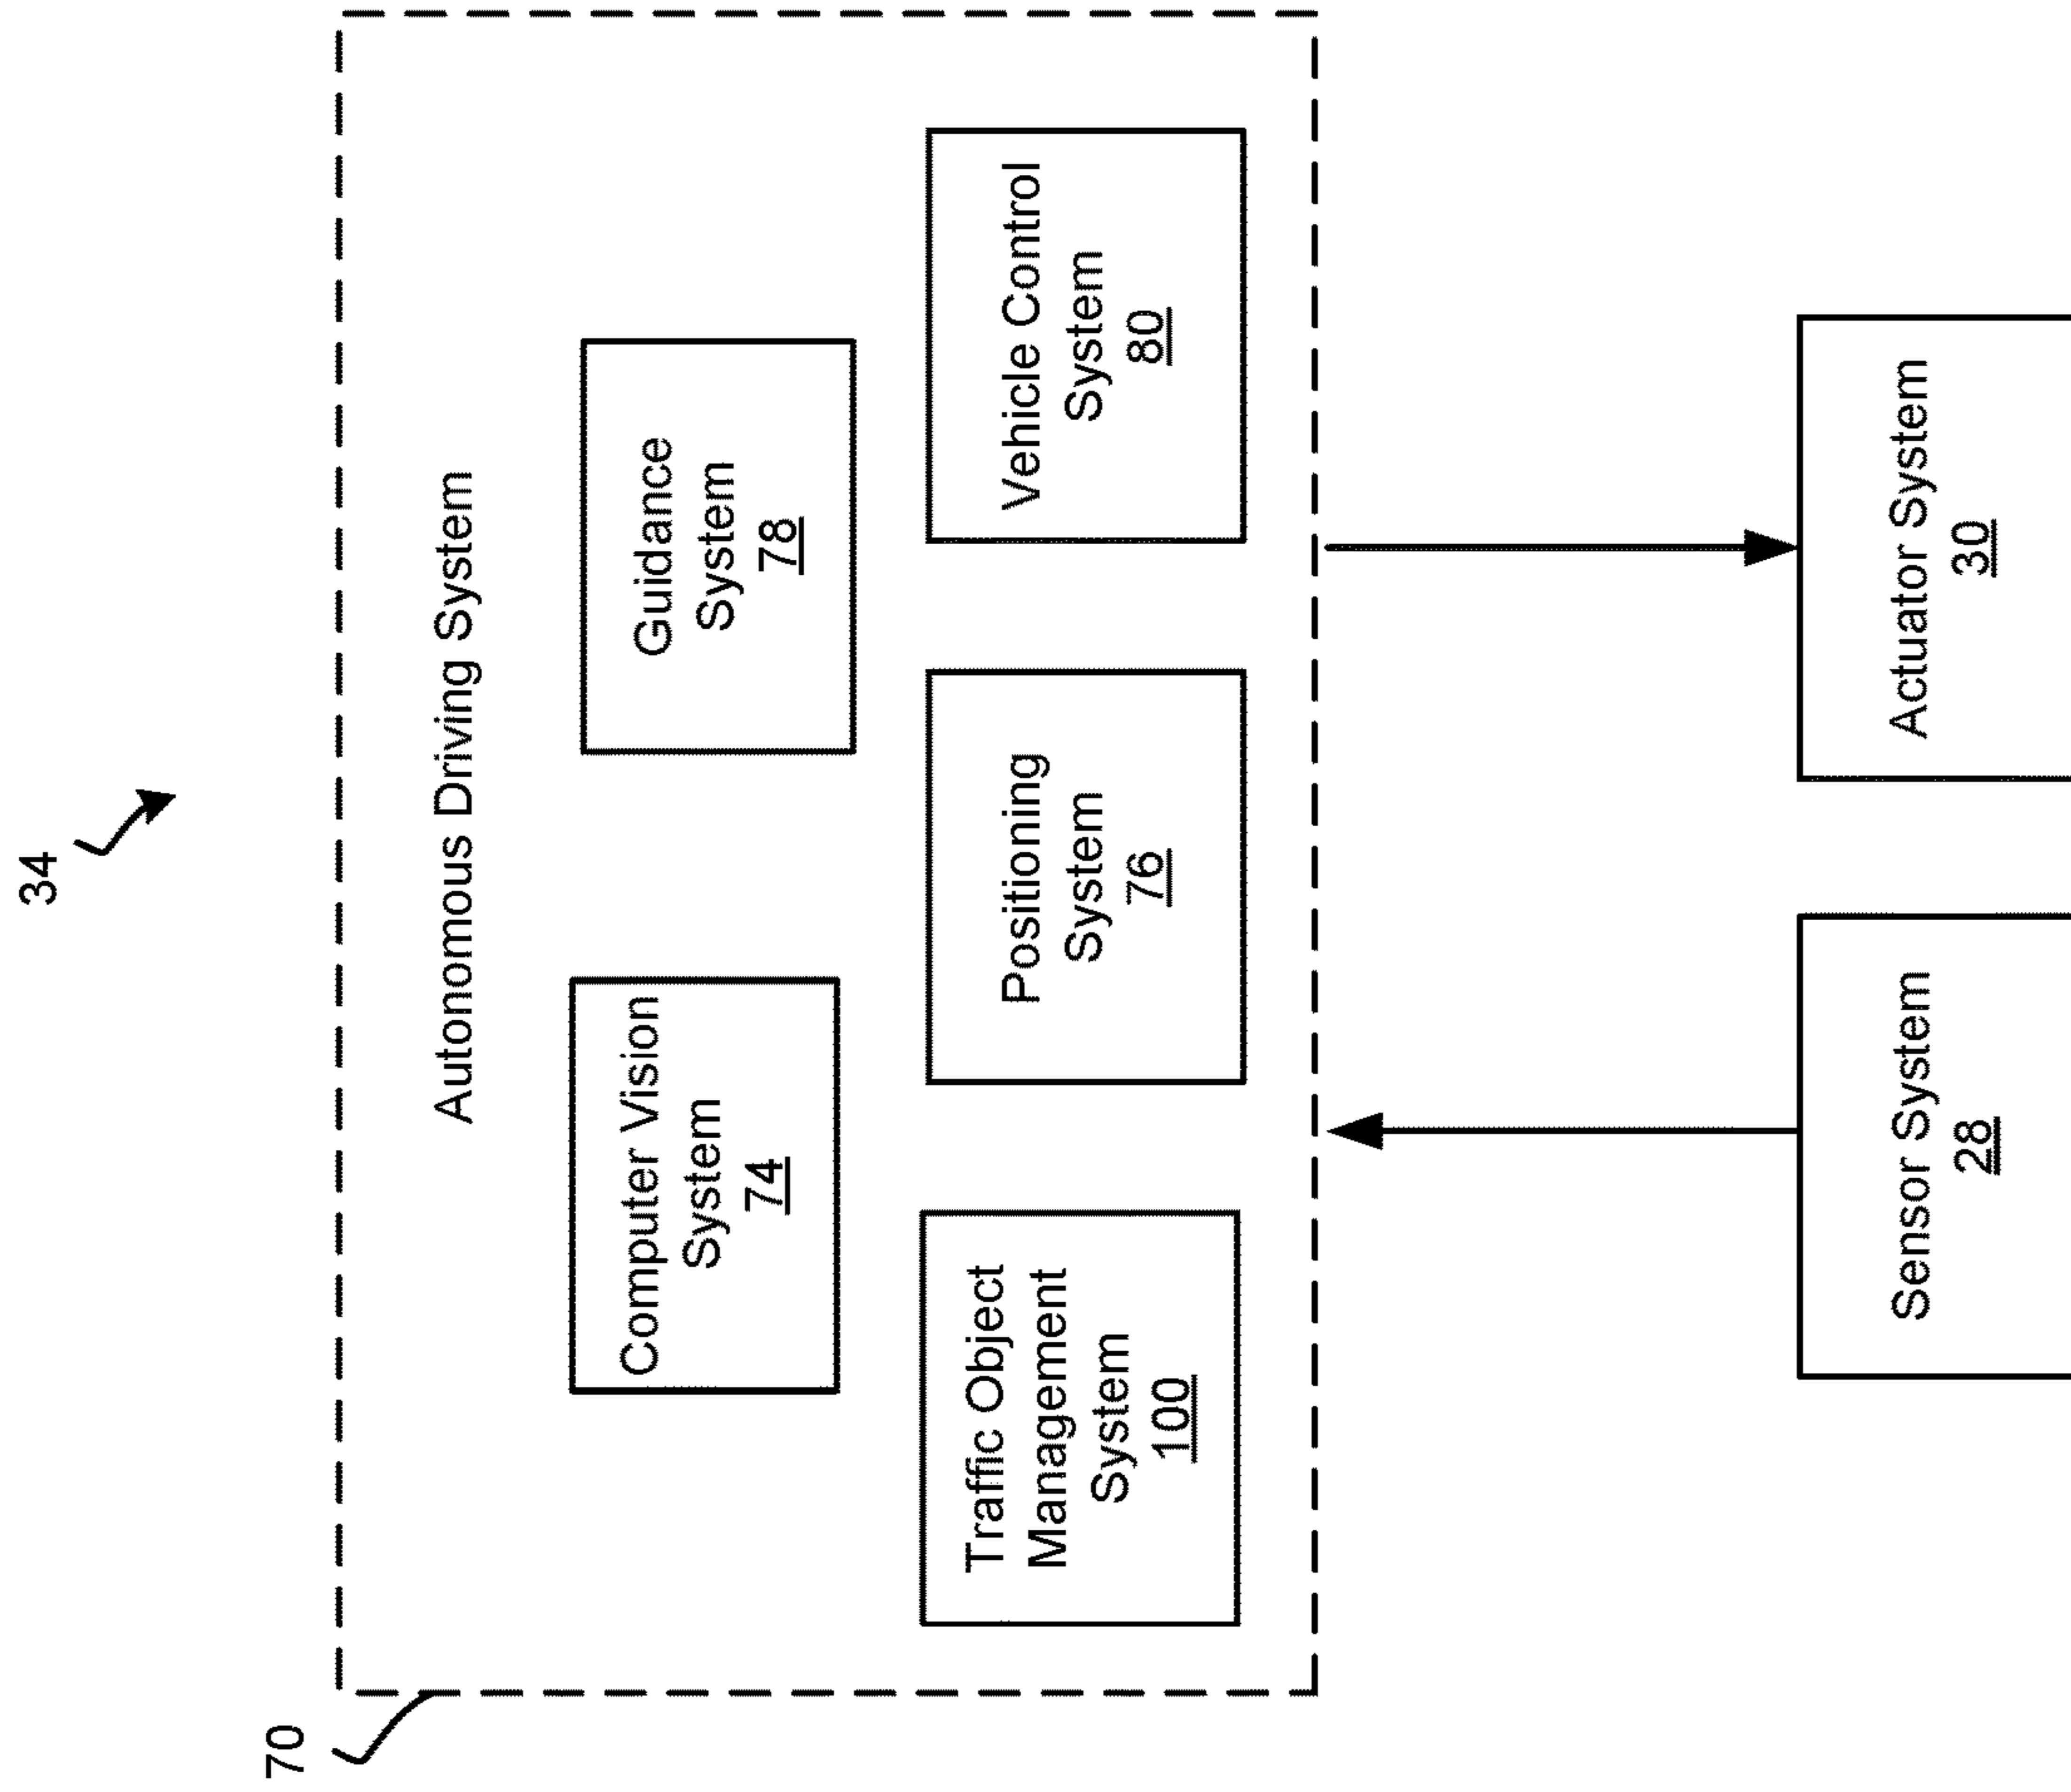 34
70
Autonomous Driving System
Computer Vision
System
74
Guidance
System
78
Traffic Object
Management
System
100
Positioning
System
76
Vehicle Control
System
80
Sensor System
28
Actuator System
30